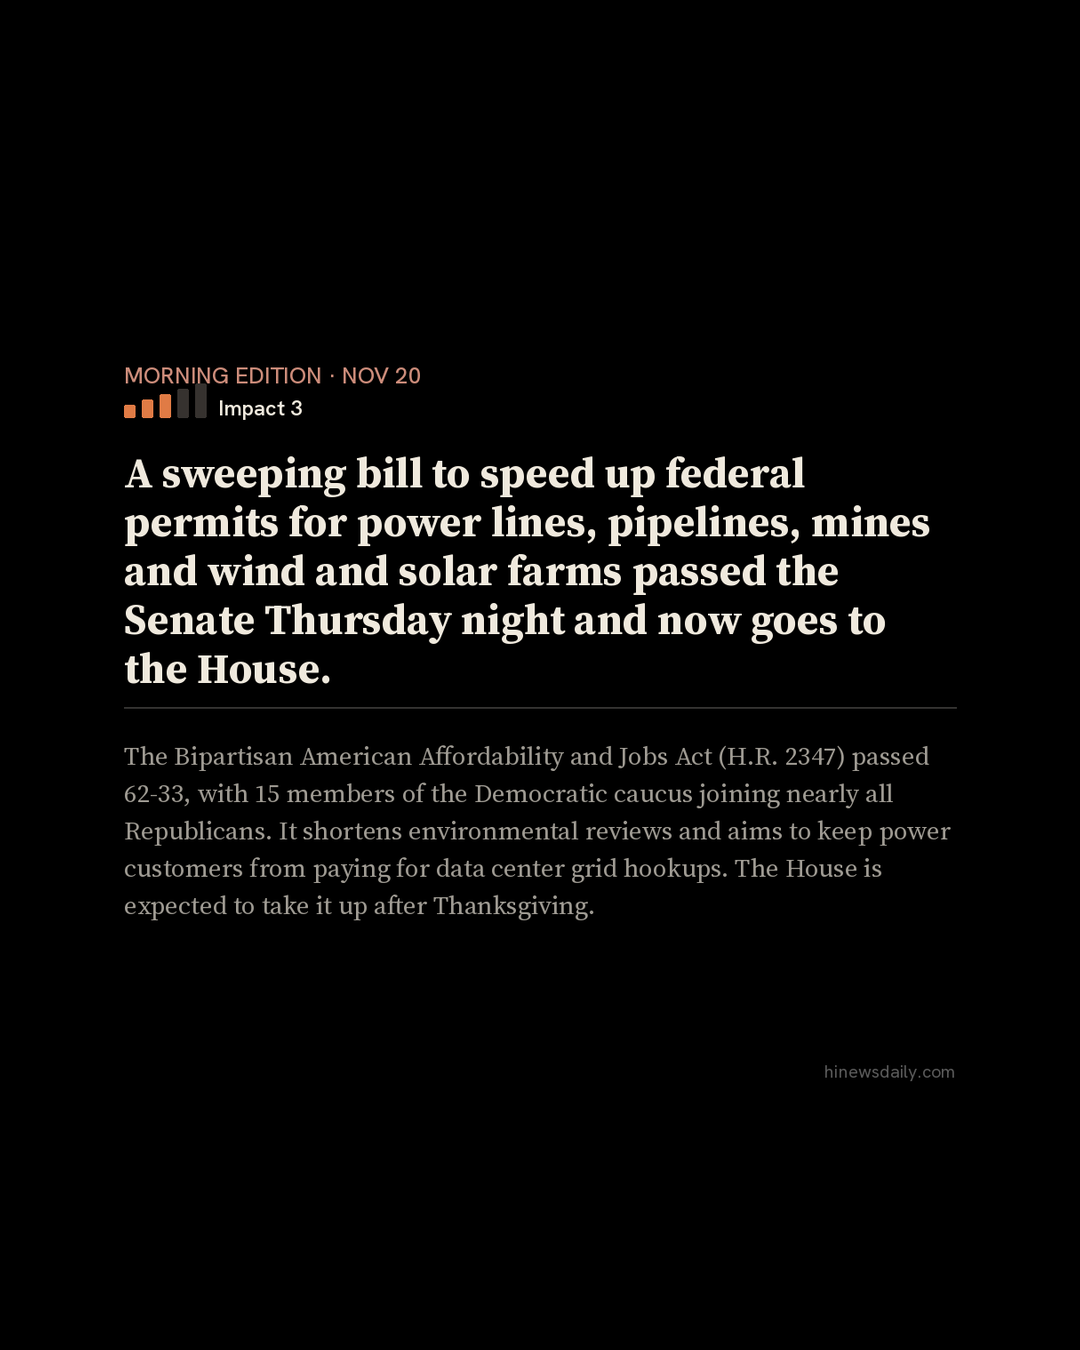 MORNING EDITION · NOV 20
Impact 3
A sweeping bill to speed up federal
permits for power lines, pipelines, mines
and wind and solar farms passed the
Senate Thursday night and now goes to
the House.
The Bipartisan American Affordability and Jobs Act (H.R. 2347) passed
62-33, with 15 members of the Democratic caucus joining nearly all
Republicans. It shortens environmental reviews and aims to keep power
customers from paying for data center grid hookups. The House is
expected to take it up after Thanksgiving.
hinewsdaily.com